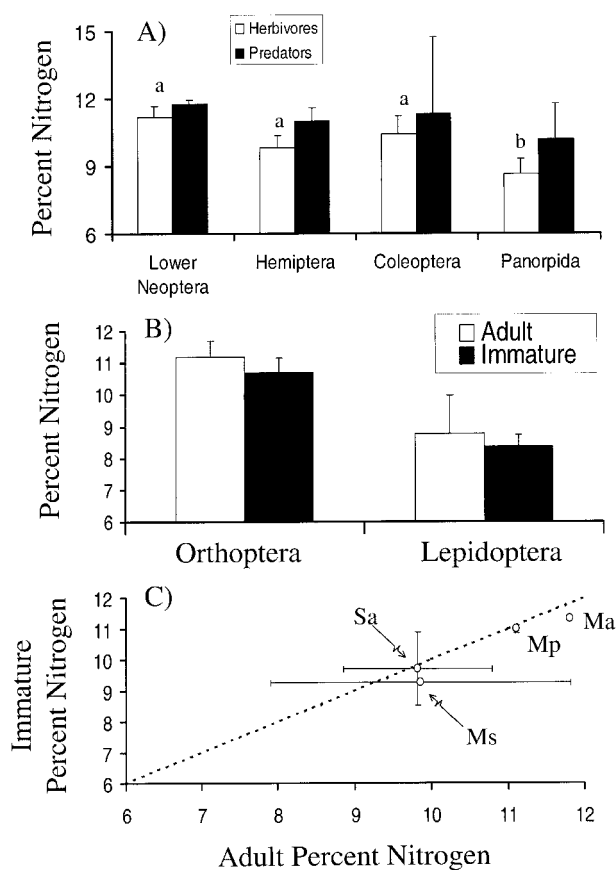 A)
Herbivores
Predators
Percent Nitrogen
15
12
9
6
a
a
a
b
Lower
Neoptera
Hemiptera
Coleoptera
Panorpida
B)
Adult
Immature
Percent Nitrogen
12
11
10
9
8
7
6
Orthoptera
Lepidoptera
C)
Immature
Percent Nitrogen
12
11
10
9
8
7
6
Sa
Ms
Mp
Ma
6 7 8 9 10 11 12
Adult Percent Nitrogen